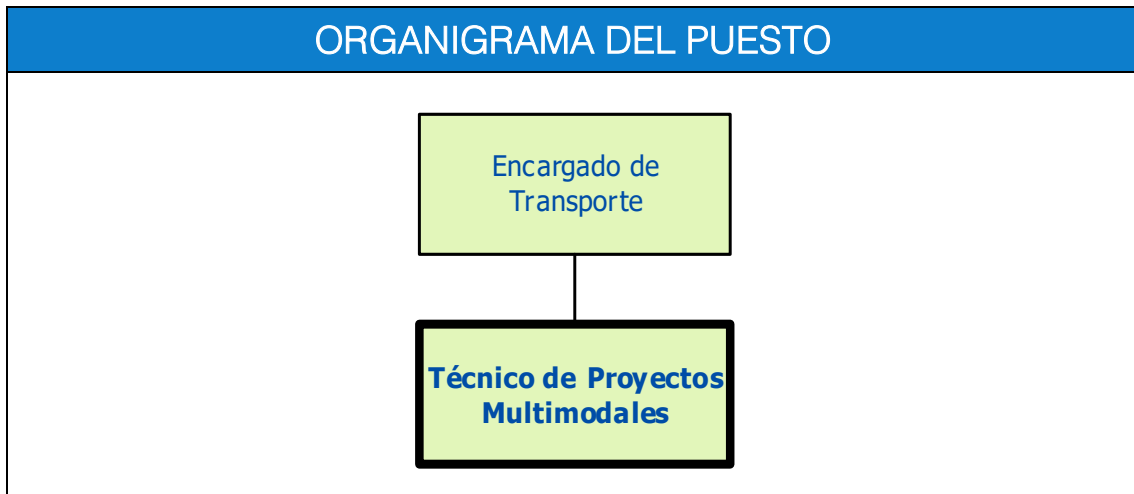 ORGANIGRAMA DEL PUESTO
Encargado de
Transporte
Técnico de Proyectos
Multimodales